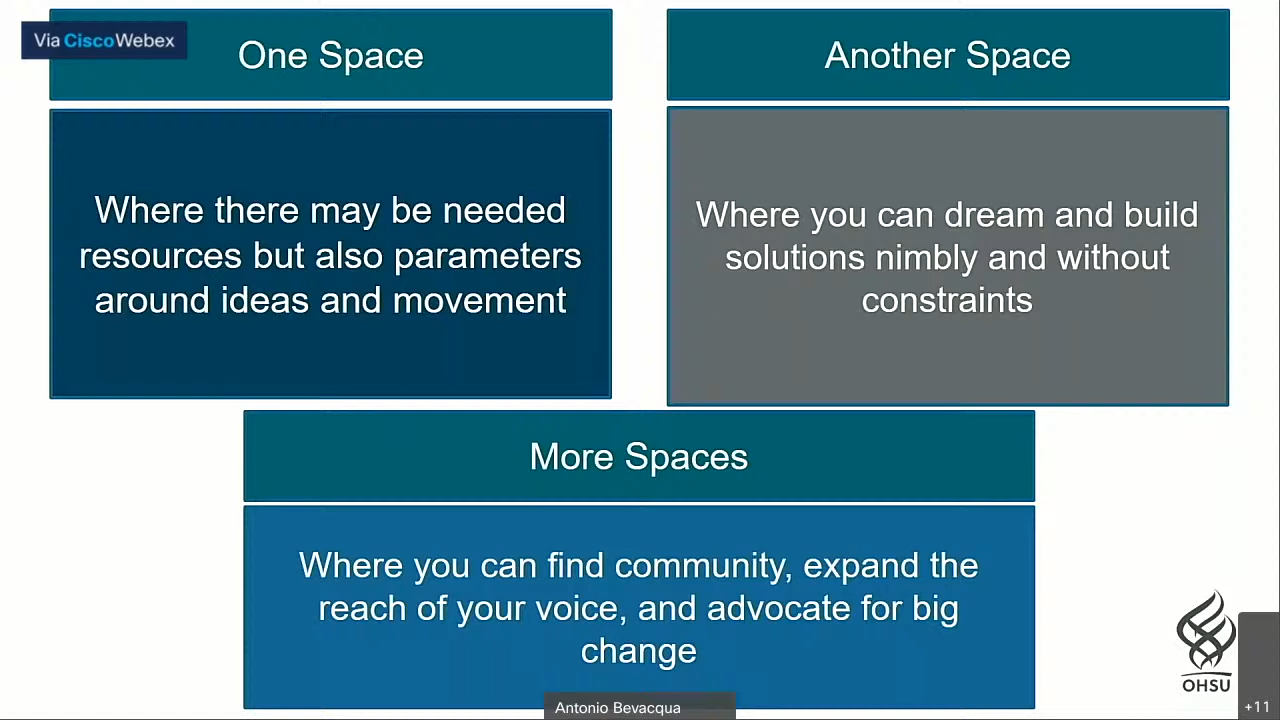 Via Cisco Webex
One Space
Another Space
Where there may be needed
resources but also parameters
around ideas and movement
Where you can dream and build
solutions nimbly and without
constraints
More Spaces
Where you can find community, expand the
reach of your voice, and advocate for big
change
OHSU
Antonio Bevacqua
+11